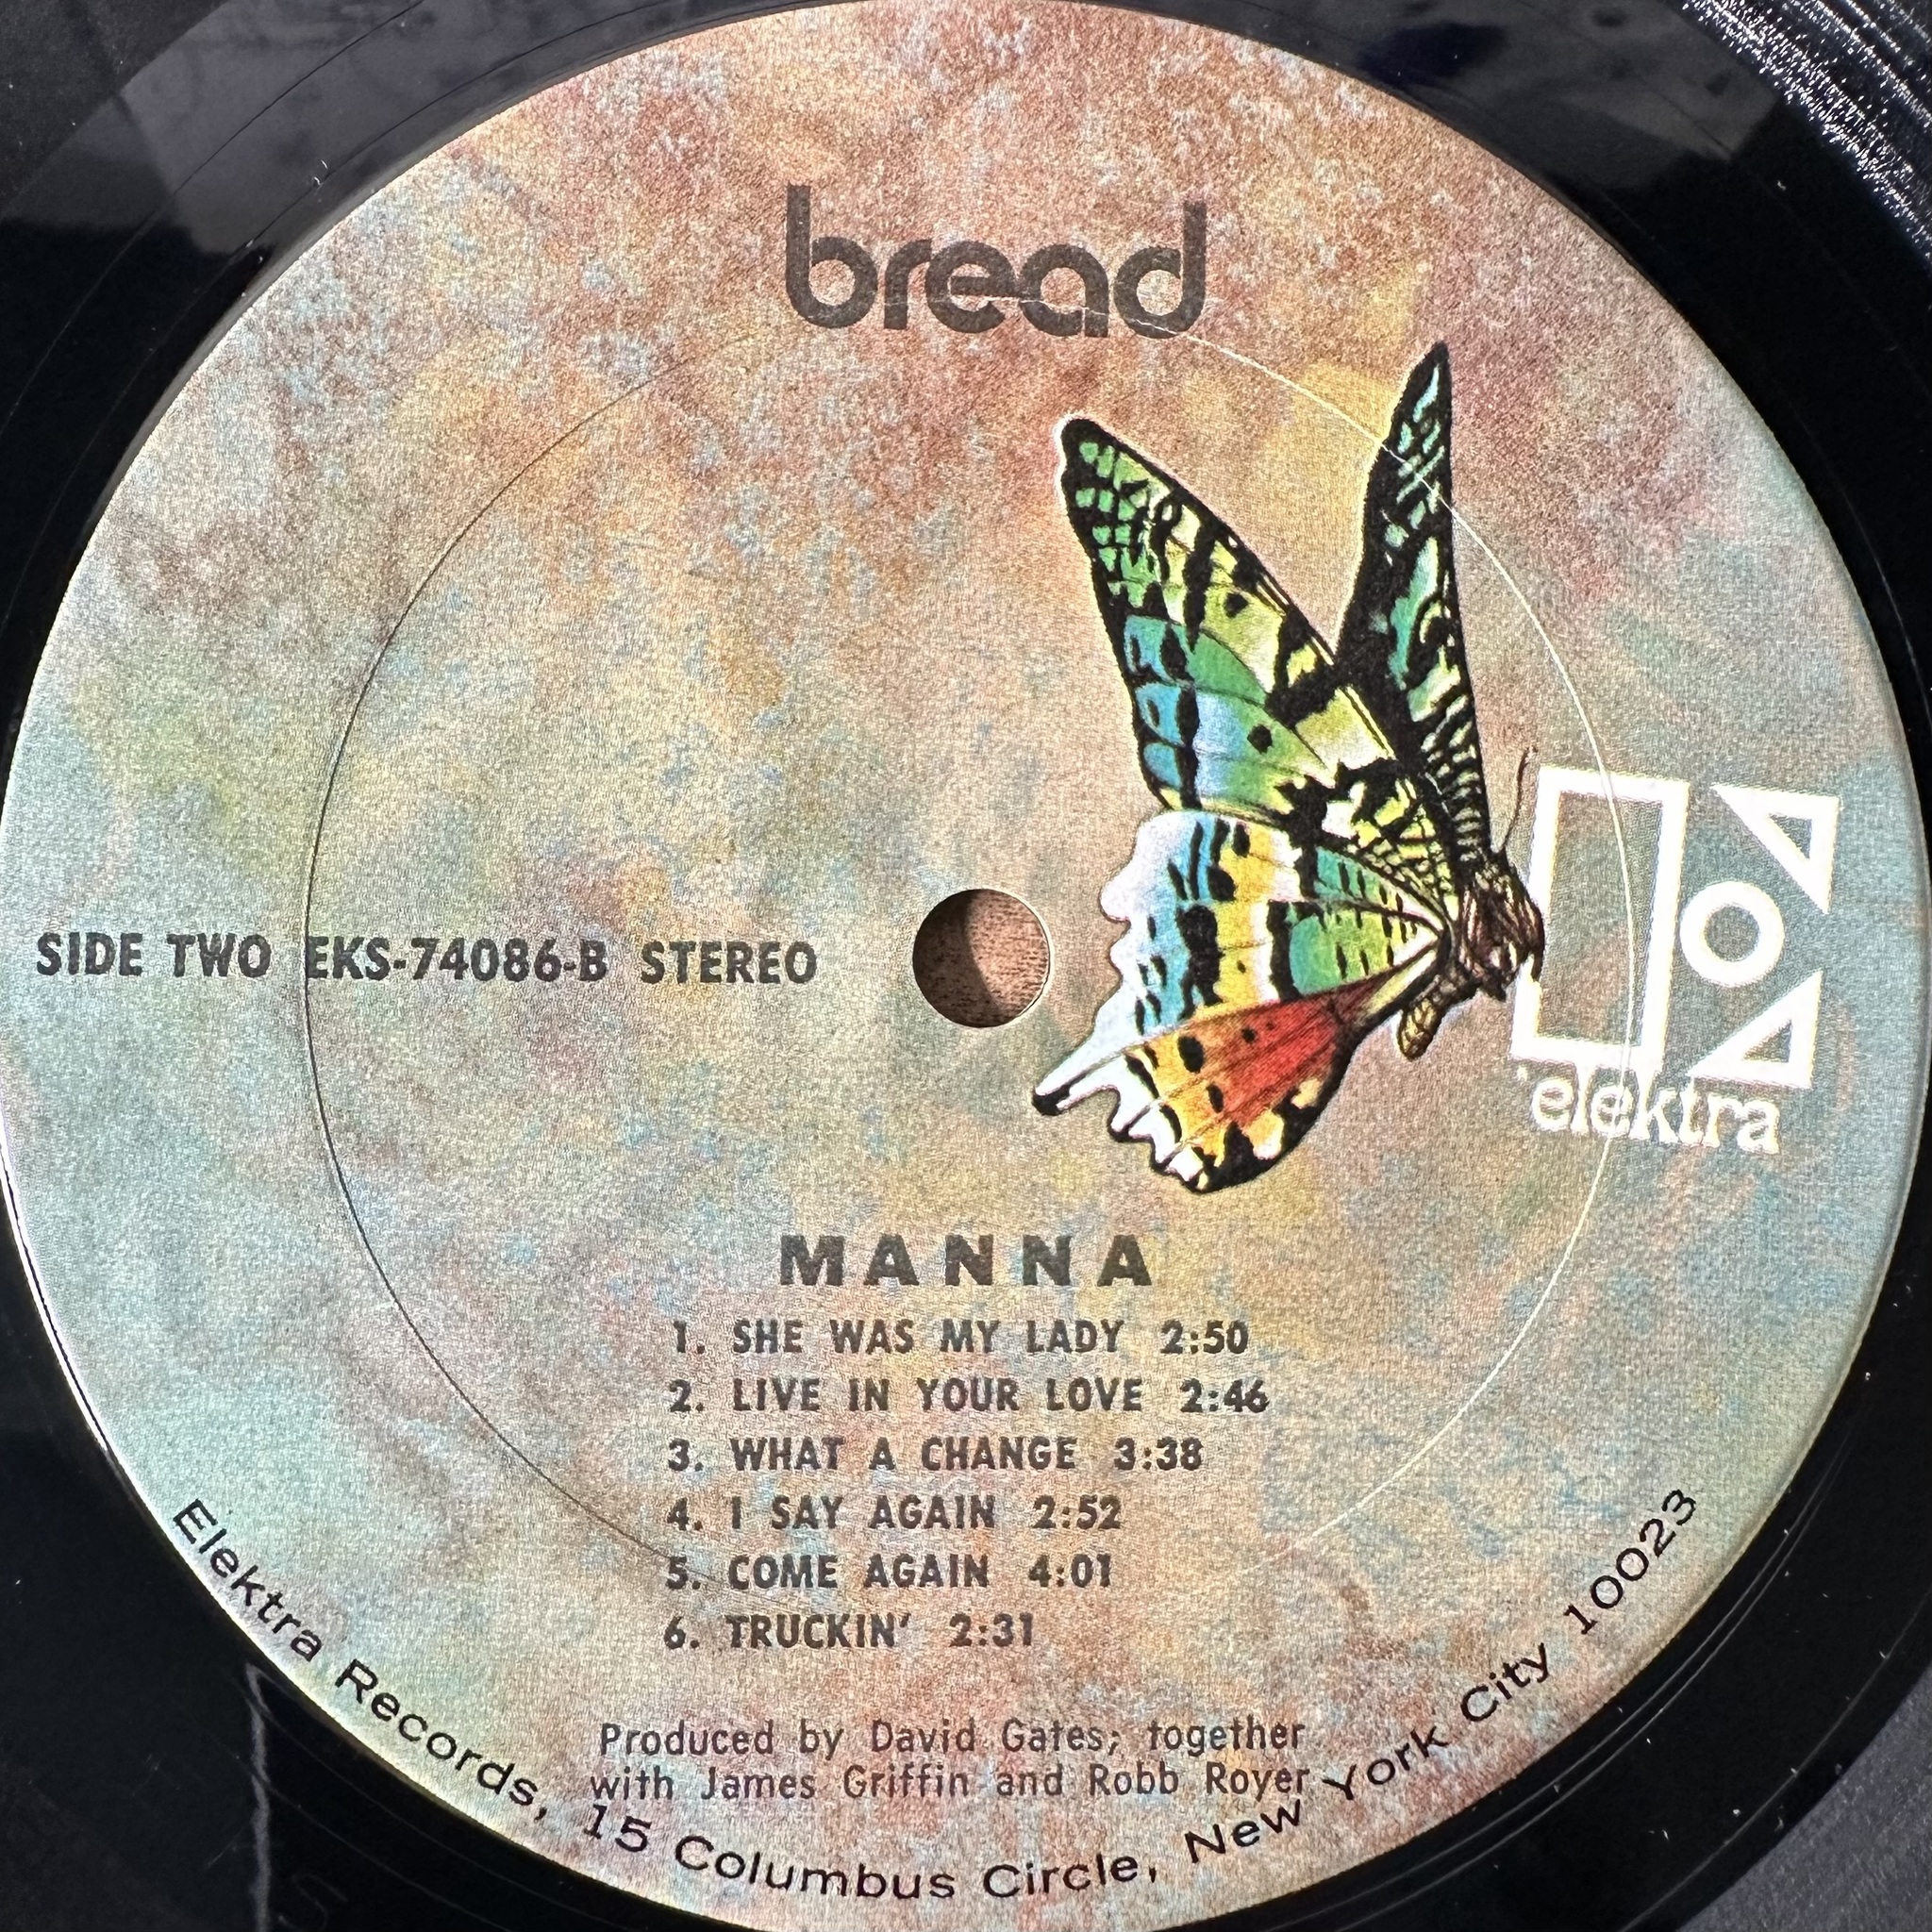 bread
SIDE TWO EKS-74086-B STEREO
elektra
MANNA
1. SHE WAS MY LADY 2:50
2. LIVE IN YOUR LOVE 2:46
3. WHAT A CHANGE 3:38
4. I SAY AGAIN 2:52
5. COME AGAIN 4:01
6. TRUCKIN' 2:31
Produced by David Gates; together
with James Griffin and Robb Royer
Elektra Records, 15 Columbus Circle, New York City 10023